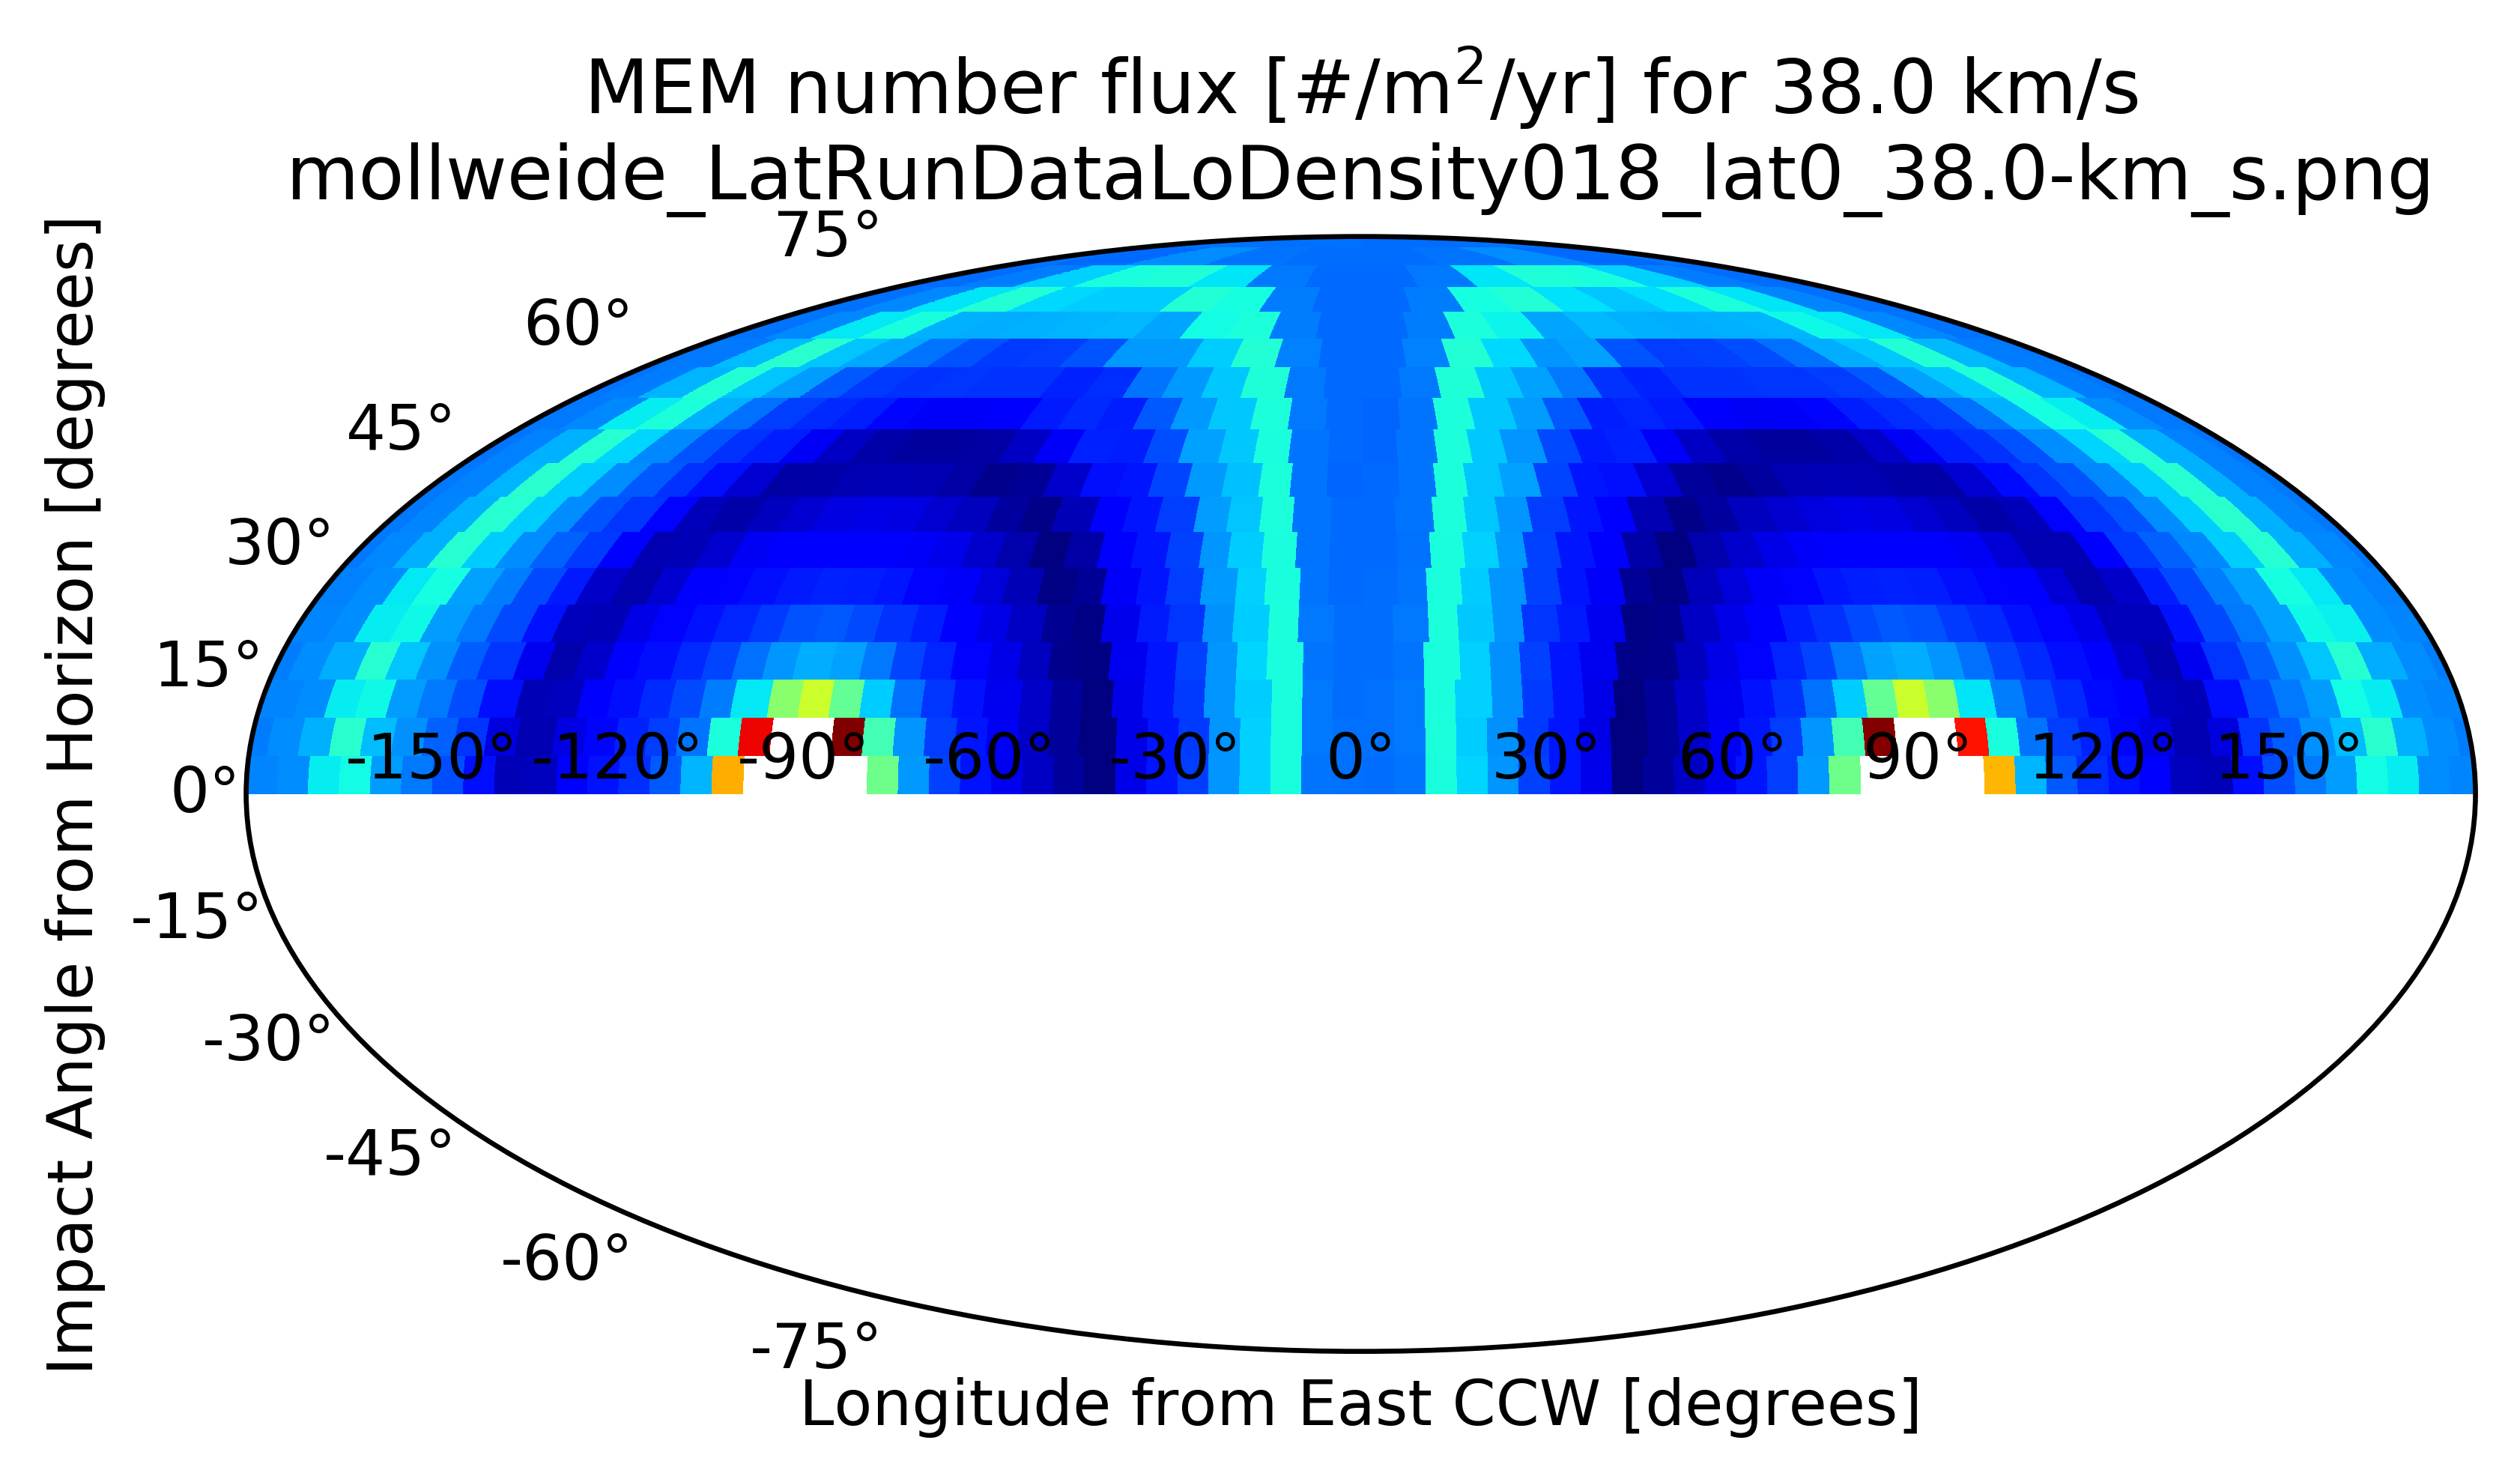 MEM number flux [#/m²/yr] for 38.0 km/s
mollweide_LatRunDataLoDensity018_lat0_38.0-km_s.png
Impact Angle from Horizon [degrees]
75°
60°
45°
30°
15°
0°
-15°
-30°
-45°
-60°
-75°
-150° -120° -90° -60° -30° 0° 30° 60° 90° 120° 150°
Longitude from East CCW [degrees]